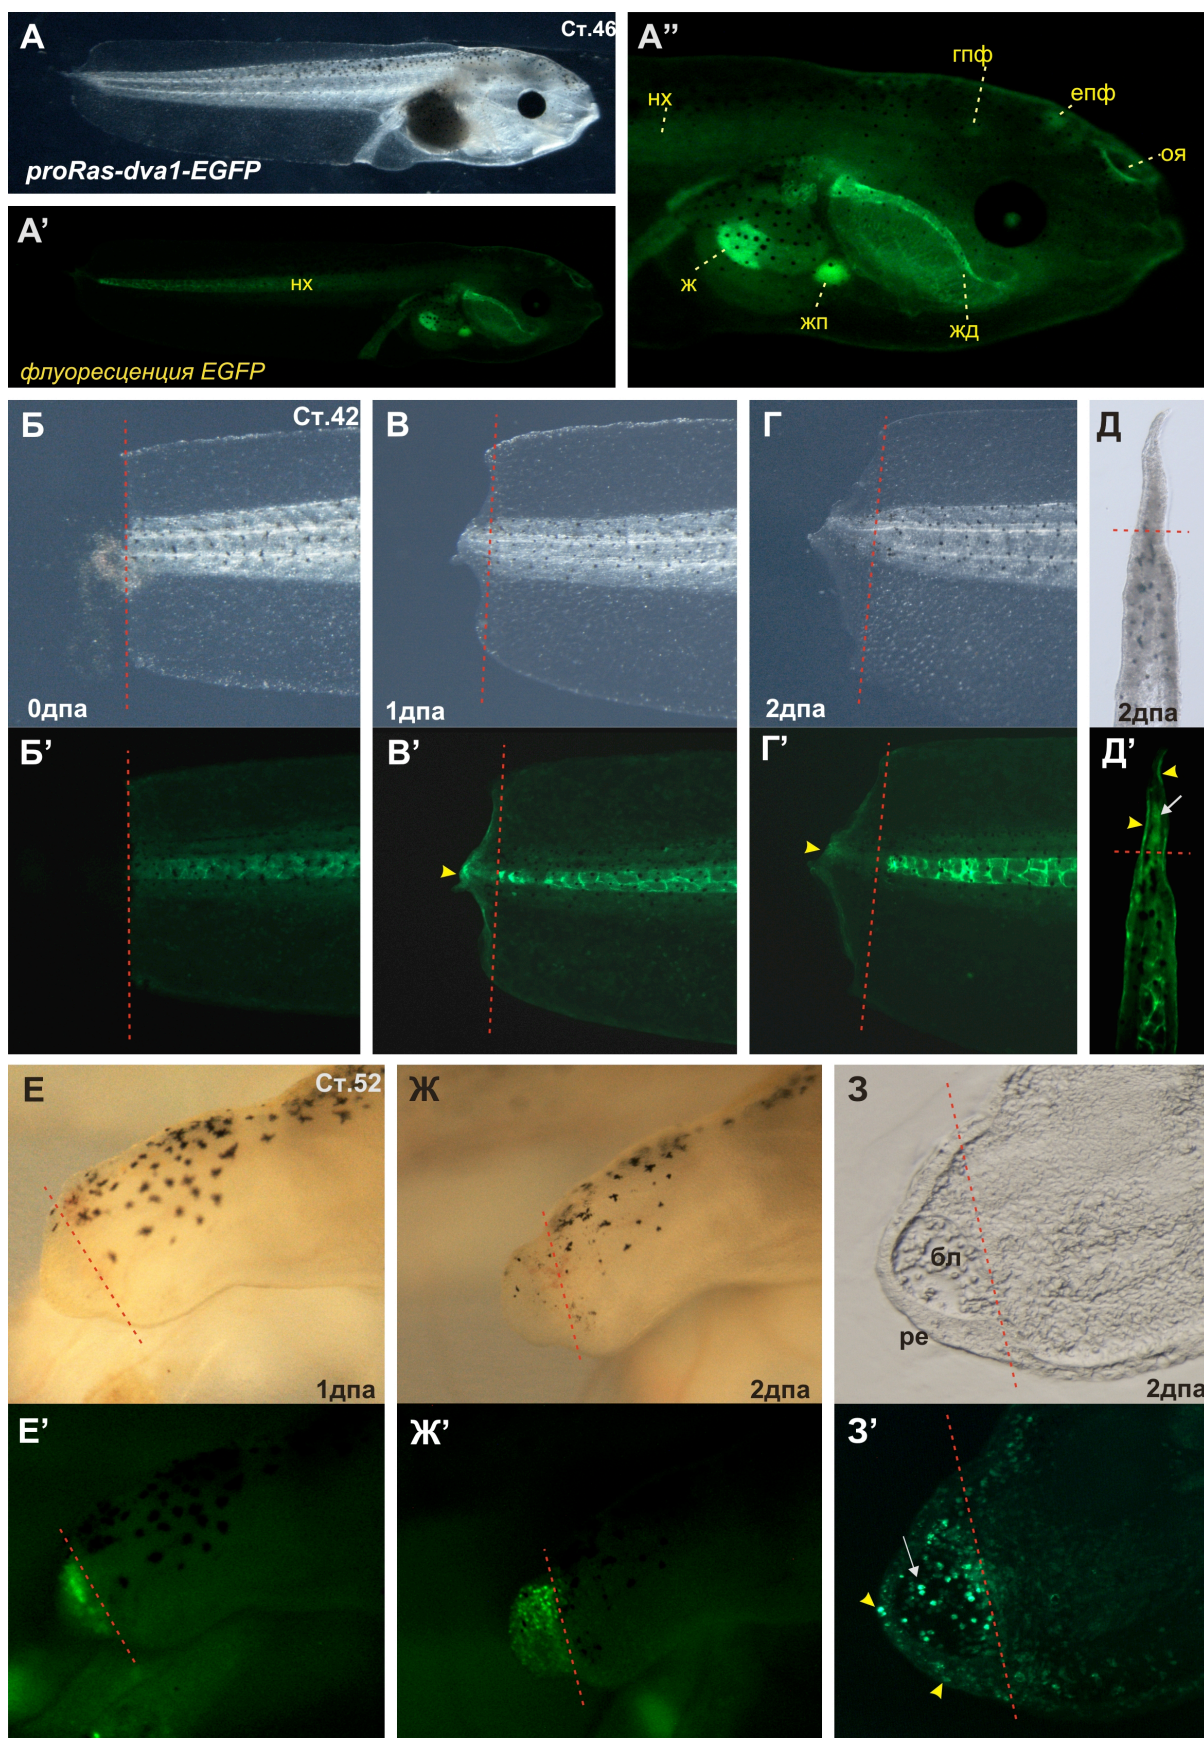 А
Ст.46
proRas-dva1-EGFP
А’
нх
флуоресценция EGFP
А’’
нх
гпф
епф
оя
ж
жп
жд
Б
Ст.42
0дпа
В
1дпа
Г
2дпа
Д
2дпа
Б’
В’
Г’
Д’
Е
Ст.52
1дпа
Ж
2дпа
З
бл
ре
2дпа
Е’
Ж’
З’